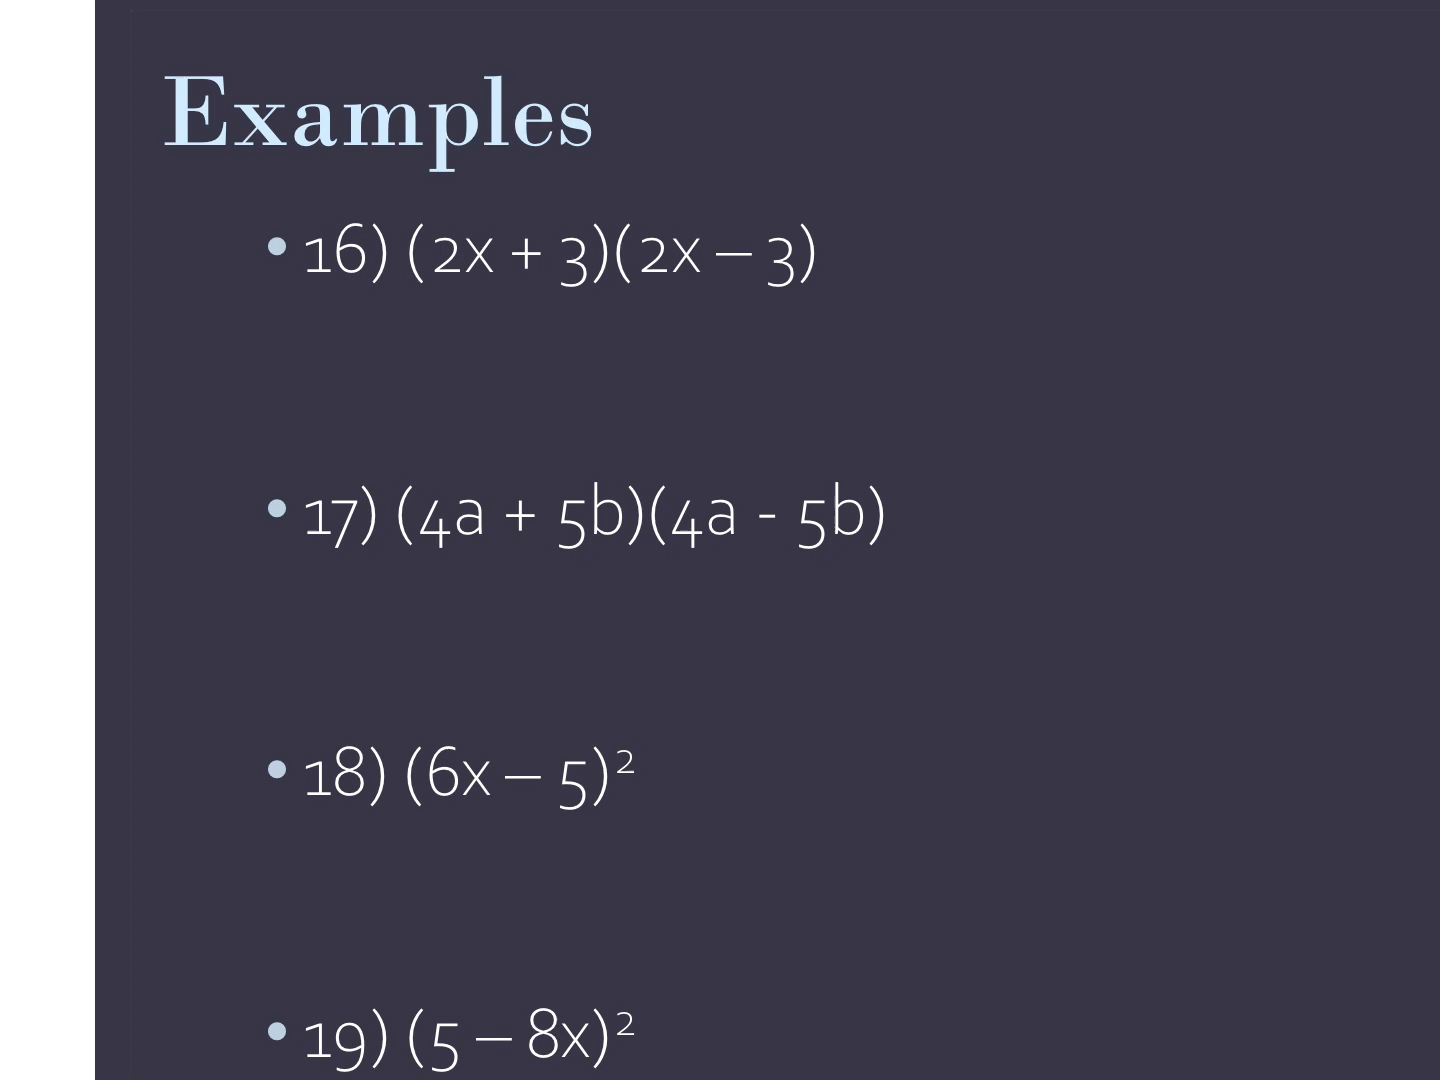 Examples
• 16) (2x + 3)(2x – 3)
• 17) (4a + 5b)(4a - 5b)
• 18) (6x – 5)²
• 19) (5 – 8x)²